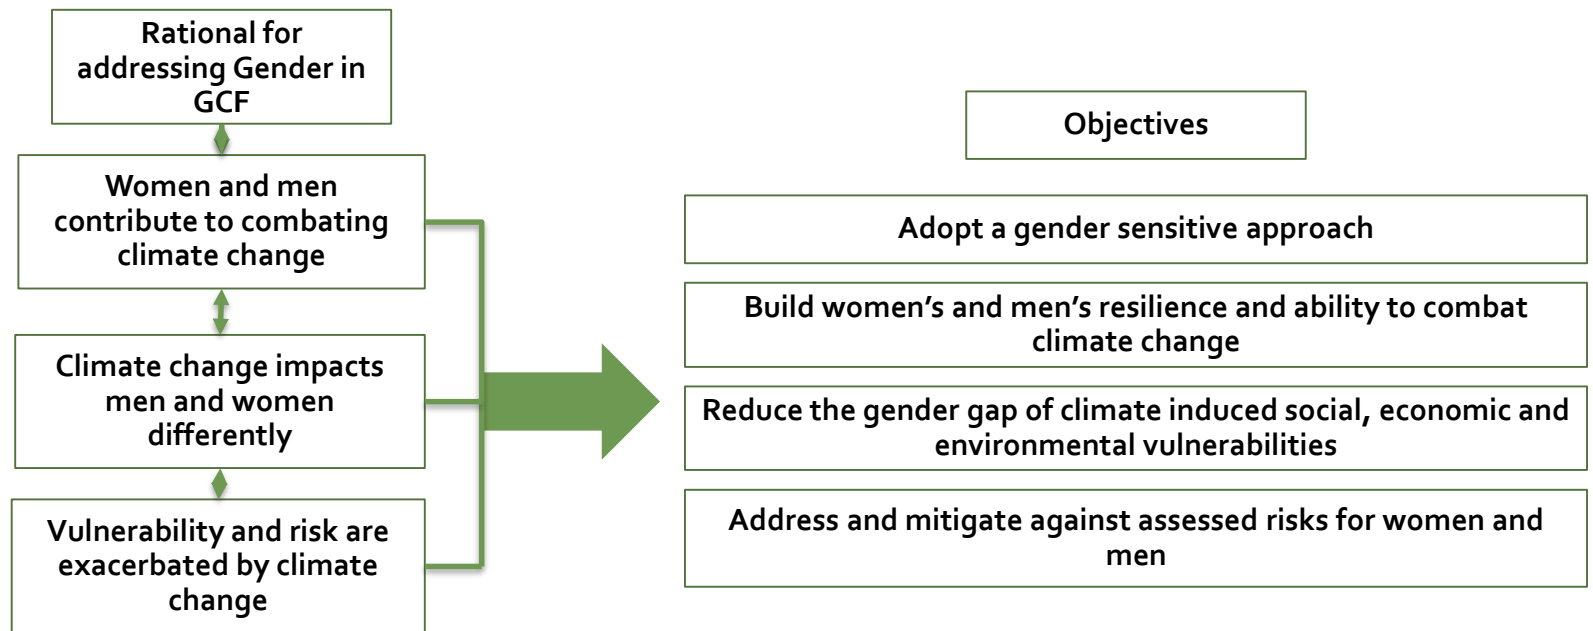 Rational for
addressing Gender in
GCF
Women and men
contribute to combating
climate change
Climate change impacts
men and women
differently
Vulnerability and risk are
exacerbated by climate
change
Objectives
Adopt a gender sensitive approach
Build women’s and men’s resilience and ability to combat
climate change
Reduce the gender gap of climate induced social, economic and
environmental vulnerabilities
Address and mitigate against assessed risks for women and
men